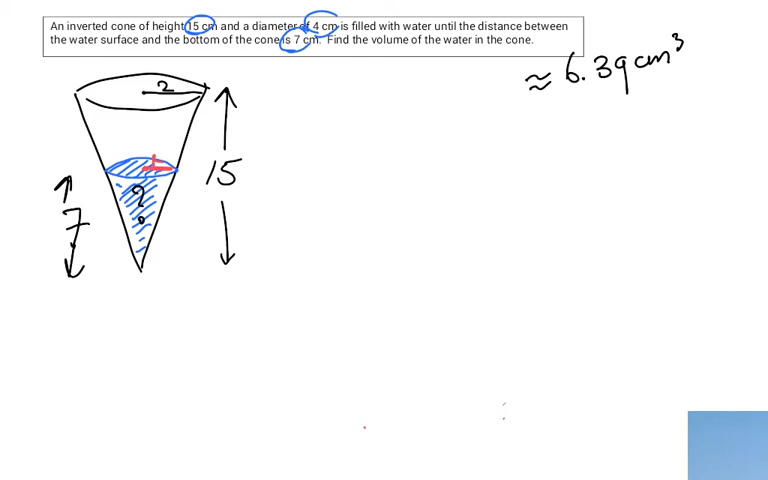 An inverted cone of height 15 cm and a diameter of 4 cm is filled with water until the distance between
the water surface and the bottom of the cone is 7 cm. Find the volume of the water in the cone.
≈ 6.39 cm³
2
15
?
7